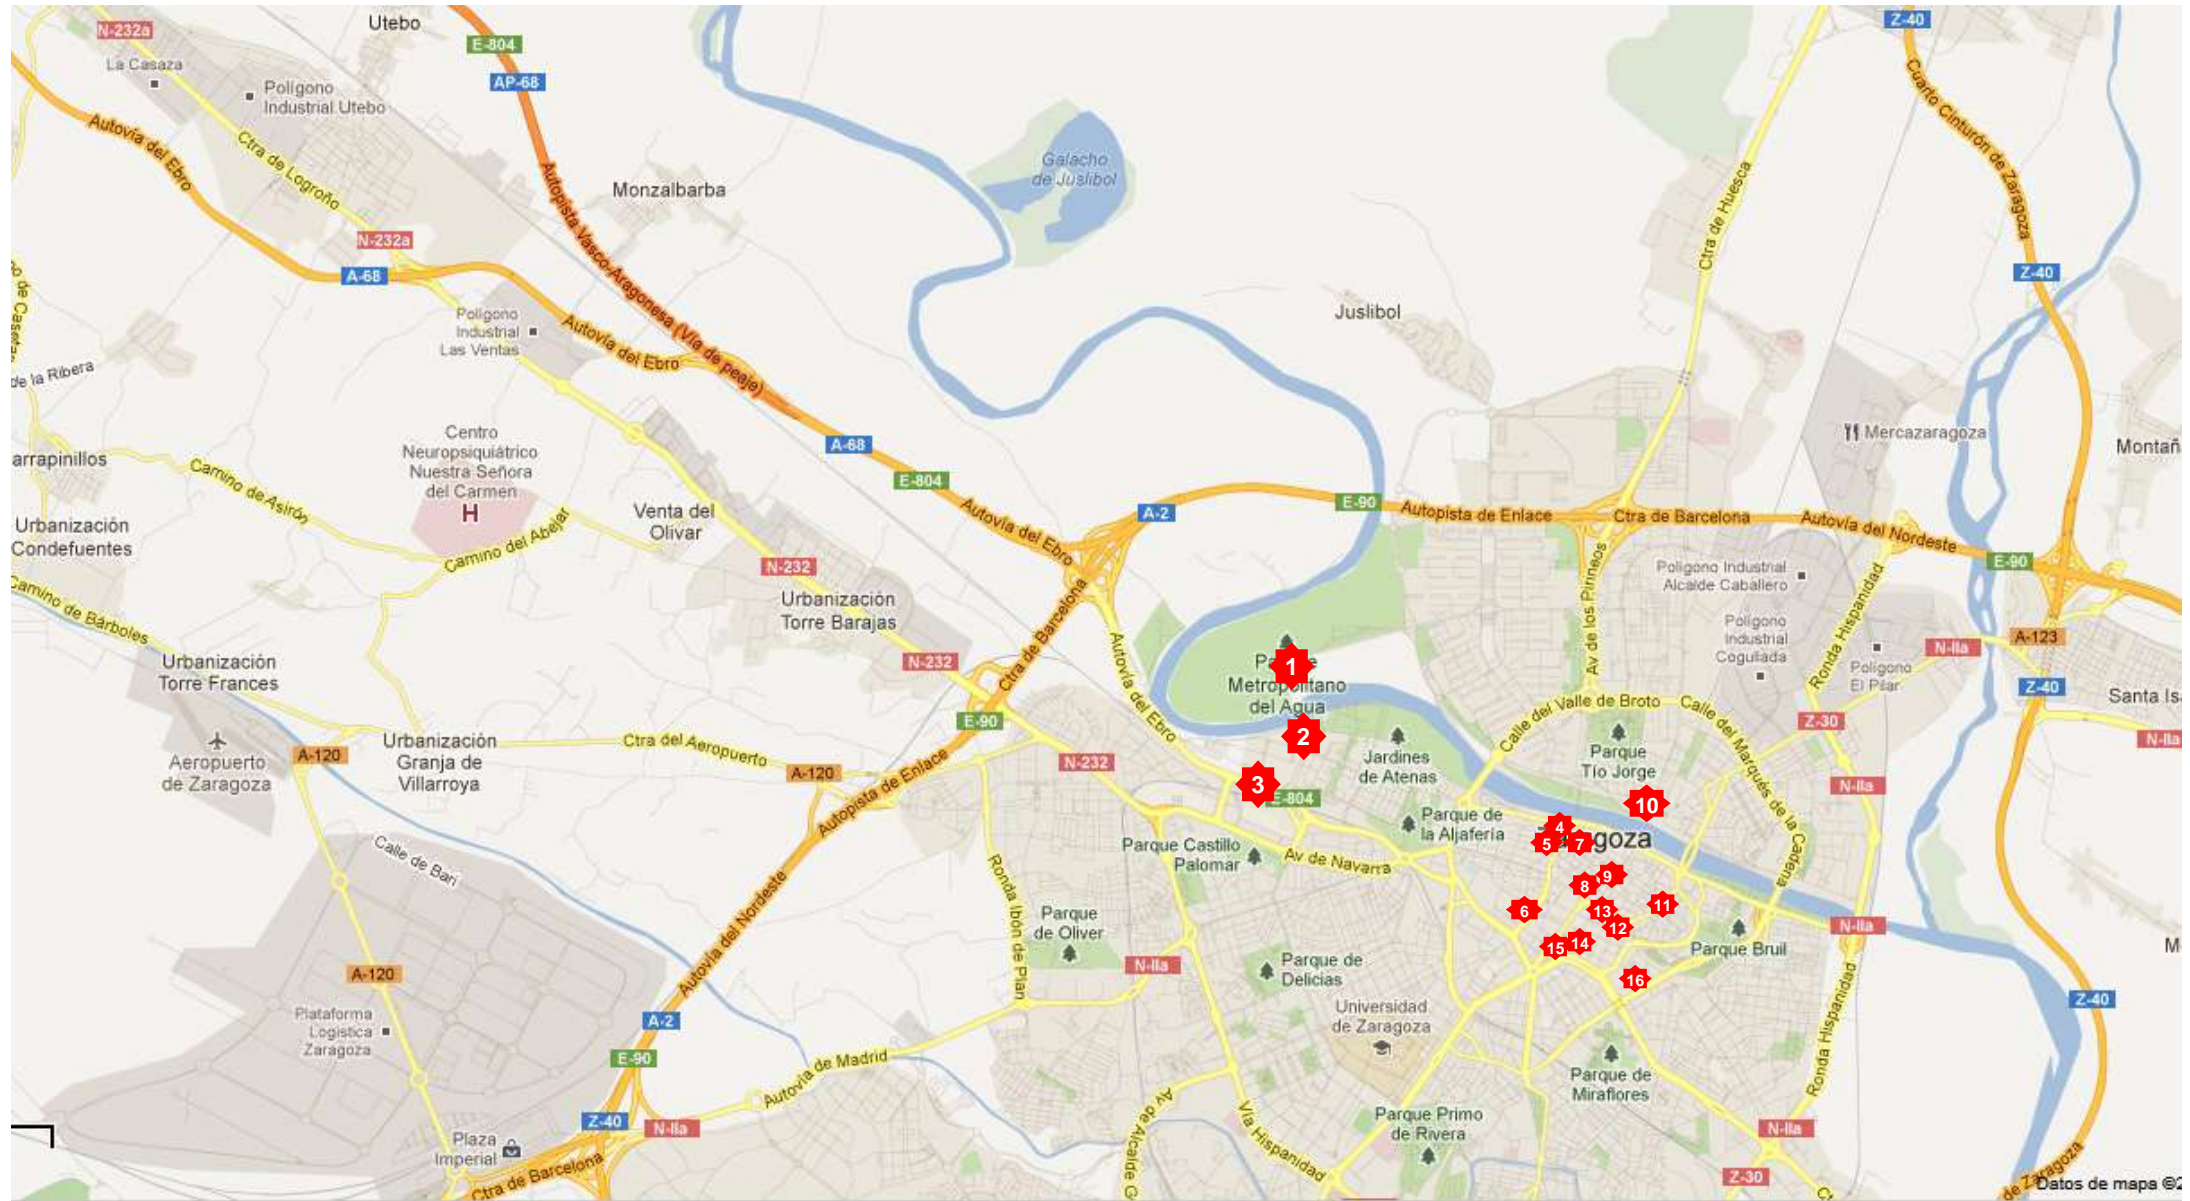 Utebo
N-232a
E-804
Z-40
La Casaza
AP-68
Polígono
Industrial Utebo
Cuarto Cinturón de Zaragoza
Autovía del Ebro
Ctra de Logroño
Galacho
de Juslibol
Monzalbarba
Autopista Vasco-Aragonesa (Vía de peaje)
Ctra de Huesca
N-232a
A-68
Z-40
Polígono
Industrial
Las Ventas
Autovía del Ebro
Juslibol
de la Ribera
Centro
Neuropsiquiátrico
Nuestra Señora
del Carmen
H
A-68
Mercazaragoza
Montañ
arrapinillos
Camino de Asirón
E-804
Autovía del Ebro
A-2
E-90
Autopista de Enlace
Ctra de Barcelona
Autovía del Nordeste
E-90
Urbanización
Condefuentes
Camino del Abejar
Venta del
Olivar
N-232
Camino de Bárboles
Urbanización
Torre Barajas
Ctra de Barcelona
Av de los Pirineos
Polígono Industrial
Alcalde Caballero
Polígono
Industrial
Cogullada
Ronda Hispanidad
Polígono
El Pilar
N-IIa
A-123
Z-40
Santa Is
N-IIa
Urbanización
Torre Frances
N-232
Autovía del Ebro
1
Metropolitano
del Agua
2
3
E-804
E-90
Calle del Valle de Broto
Calle del Marqués de la Cadena
Z-30
Aeropuerto
de Zaragoza
A-120
Urbanización
Granja de
Villarroya
Ctra del Aeropuerto
A-120
Autopista de Enlace
N-232
Jardines
de Atenas
Parque
Tío Jorge
N-IIa
10
Parque de
la Aljafería
4
5
7
goza
Calle de Bari
Parque Castillo
Palomar
Av de Navarra
Autovía del Nordeste
Ronda Ibón de Plan
Parque
de Oliver
6
8
9
11
13
12
15
14
16
Parque Bruil
N-IIa
M
A-120
N-IIa
Parque de
Delicias
Universidad
de Zaragoza
Z-40
Plataforma
Logística
Zaragoza
A-2
E-90
Autovía de Madrid
Ronda Hispanidad
Parque de
Miraflores
Av de Alcalde G
Vía Hispanidad
Parque Primo
de Rivera
Z-40
N-IIa
N-IIa
Plaza
Imperial
Ctra de Barcelona
Z-30
de Zaragoza
Datos de mapa ©2